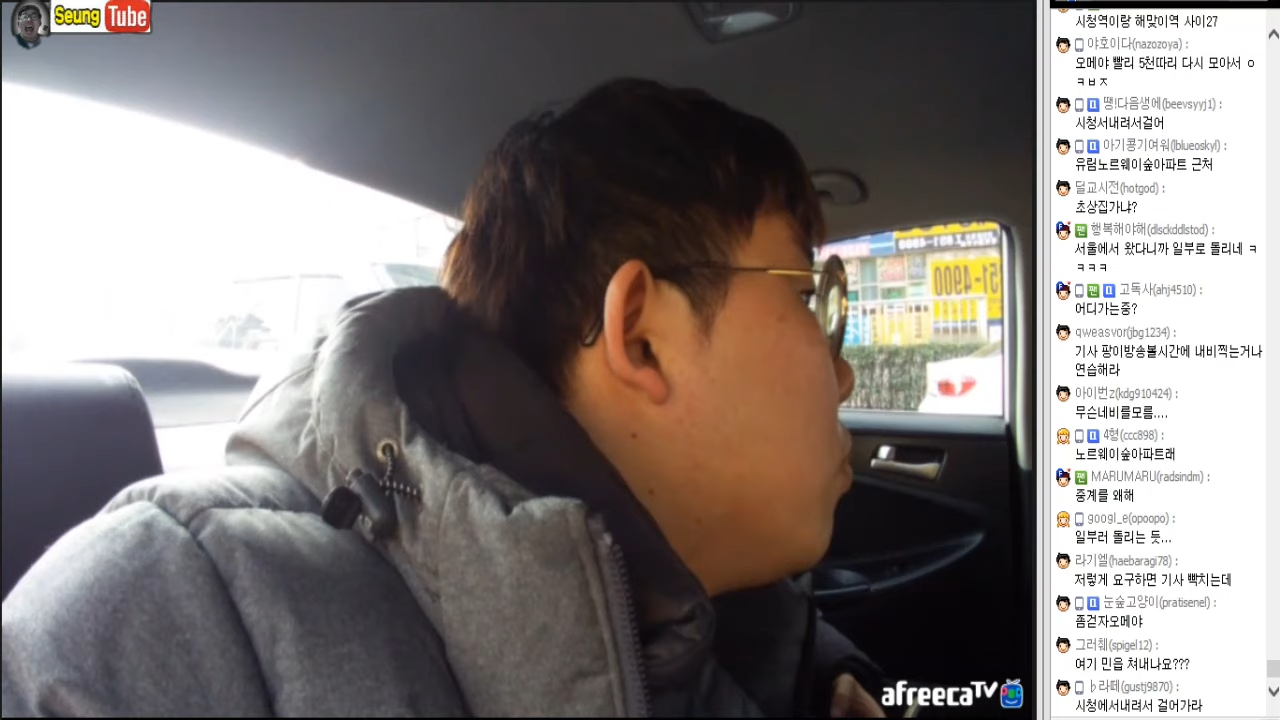 Seung Tube
51-4900
afreecaTV
시청역이랑 해맞이역 사이27
야호이다(nazozoya) :
오메야 빨리 5천따리 다시 모아서 ㅇ
ㅋㅂㅈ
땡!다음생에(beevsyyj1) :
시청서내려서걸어
아기콩기여워(lblueoskyl) :
유림노르웨이숲아파트 근처
덜교시전(hotgod) :
초상집가냐?
행복해야해(dlsckddlstod) :
서울에서 왔다니까 일부로 돌리네 ㅋ
ㅋㅋㅋ
고독사(ahj4510) :
어디가는중?
qweasvor(jbg1234) :
기사 팡이방송볼시간에 내비찍는거나
연습해라
아이번z(kdg910424) :
무슨네비를모름....
4형(ccc898) :
노르웨이숲아파트래
MARUMARU(radsindm) :
중계를 왜해
googl_e(opoopo) :
일부러 돌리는 듯...
라기엘(haebaragi78) :
저렇게 요구하면 기사 빡치는데
눈숲고양이(pratisenel) :
좀걷자오메야
그러췌(spigel12) :
여기 민읍 쳐내나요???
♭라떼(gustj9870) :
시청에서내려서 걸어가라